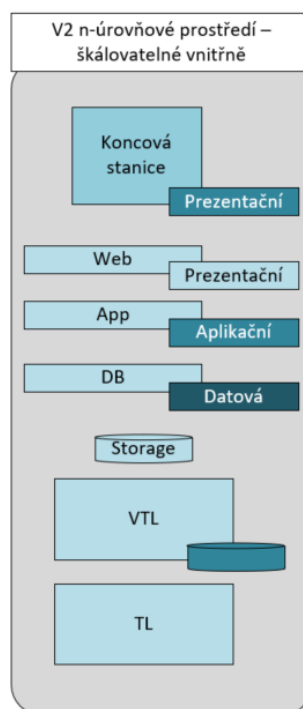 V2 n-úrovňové prostředí –
škálovatelné vnitřně
Koncová
stanice
Prezentační
Web
Prezentační
App
Aplikační
DB
Datová
Storage
VTL
TL